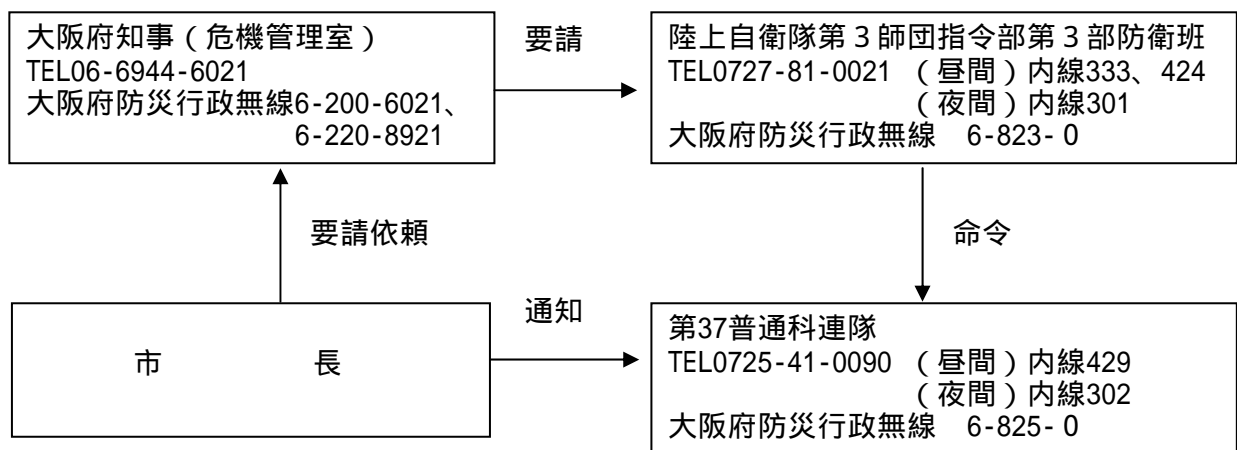 大阪府知事（危機管理室）
TEL06-6944-6021
大阪府防災行政無線6-200-6021、
6-220-8921
要請
陸上自衛隊第３師団指令部第３部防衛班
TEL0727-81-0021 （昼間）内線333、424
（夜間）内線301
大阪府防災行政無線 6-823-0
要請依頼
命令
市　　　　長
通知
第37普通科連隊
TEL0725-41-0090 （昼間）内線429
（夜間）内線302
大阪府防災行政無線 6-825-0